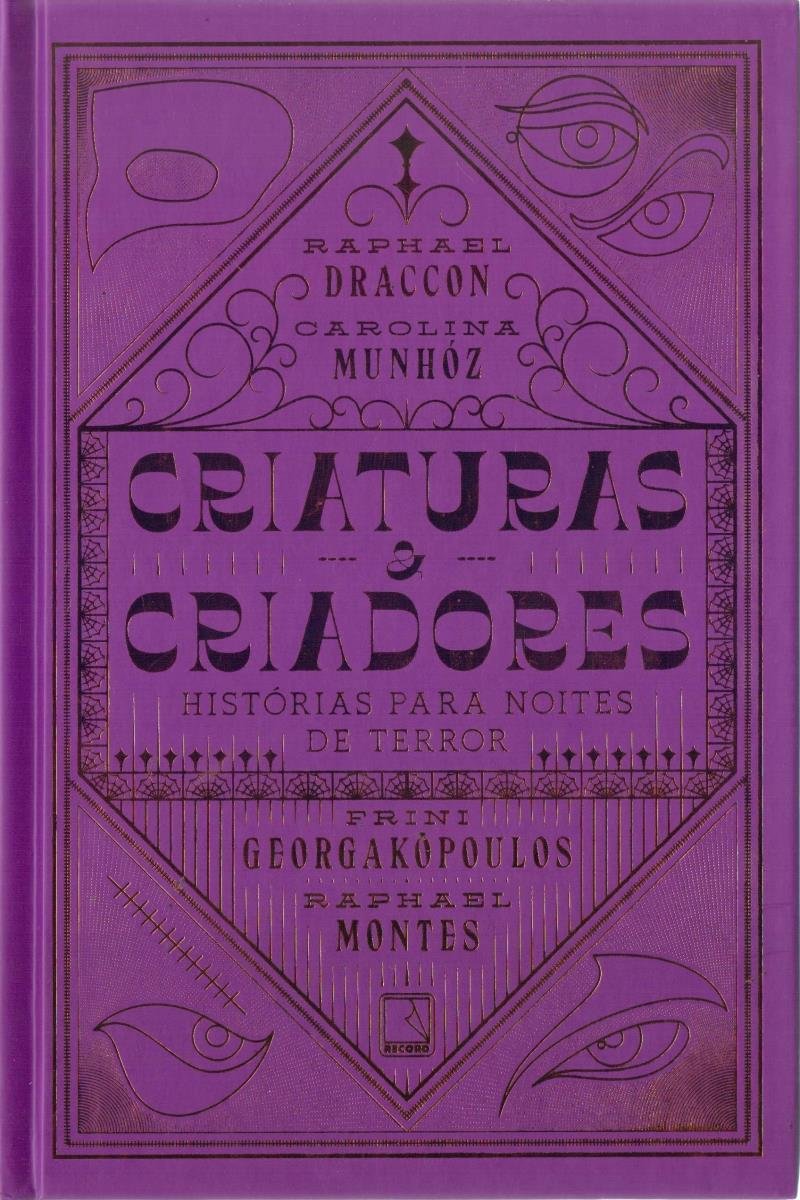 RAPHAEL
DRACCON
CAROLINA
MUNHÓZ
CRIATURAS
&
CRIADORES
HISTÓRIAS PARA NOITES
DE TERROR
FRINI
GEORGAKÓPOULOS
RAPHAEL
MONTES
RECORD